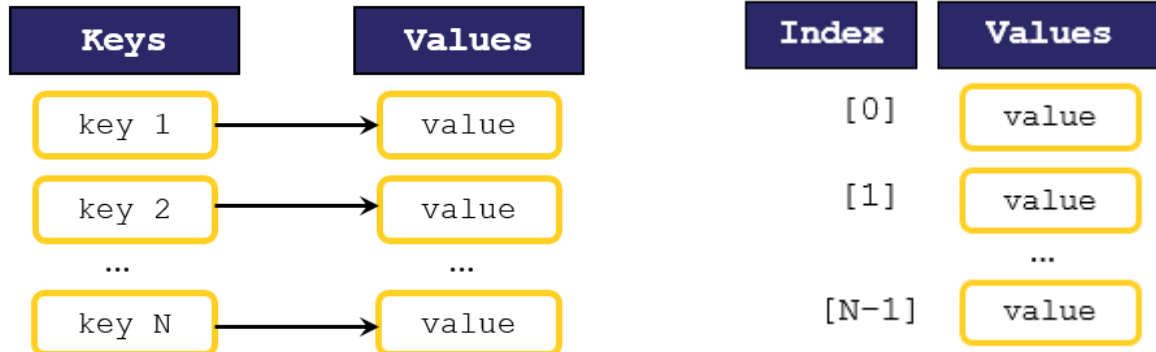 Keys Values
key 1 value
key 2 value
... ...
key N value
Index Values
[0] value
[1] value
...
[N-1] value